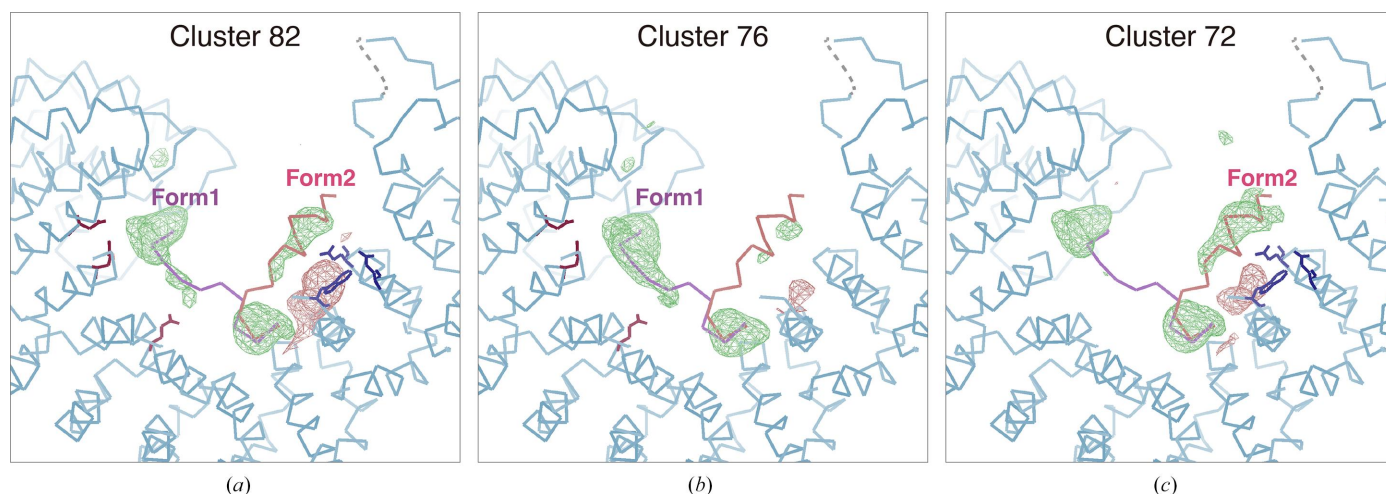 Cluster 82
Form1
Form2
(a)
Cluster 76
Form1
(b)
Cluster 72
Form2
(c)